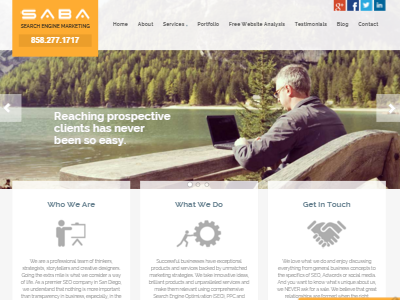 SABA
SEARCH ENGINE MARKETING
858.277.1717
Home About Services Portfolio Free Website Analysis Testimonials Blog Contact
Reaching prospective
clients has never
been so easy.
Who We Are
We are a professional team of thinkers,
strategists, storytellers and creative designers.
Going the extra mile is what we consider a way
of life. As a premier SEO company in San Diego,
we understand that nothing is more important
than transparency in business, especially, in the
What We Do
Successful businesses have exceptional
products and services backed by unmatched
marketing strategies. We take innovative ideas,
brilliant products and unparalleled services and
make them relevant using comprehensive
Search Engine Optimization (SEO), PPC and
Get In Touch
We love what we do and enjoy discussing
everything from general business concepts to
the specifics of SEO, Adwords or social media.
And you want to know what's unique about us,
we NEVER ask for a sale. We believe that great
relationships are formed when the right